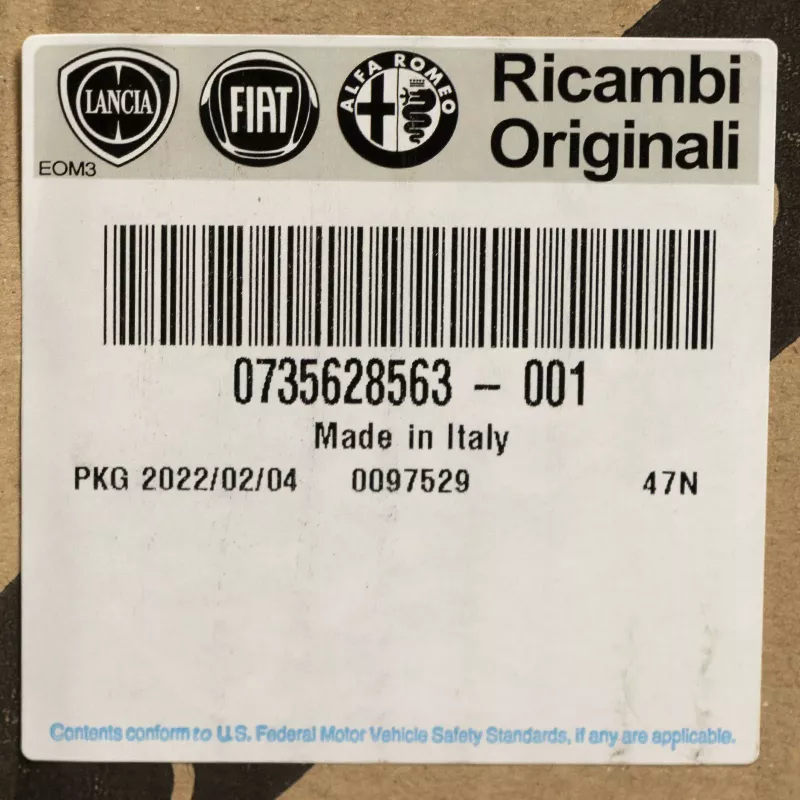 LANCIA
FIAT
ALFA ROMEO
Ricambi
Originali
EOM3
0735628563 - 001
Made in Italy
PKG 2022/02/04 0097529 47N
Contents conform to U.S. Federal Motor Vehicle Safety Standards, if any are applicable.